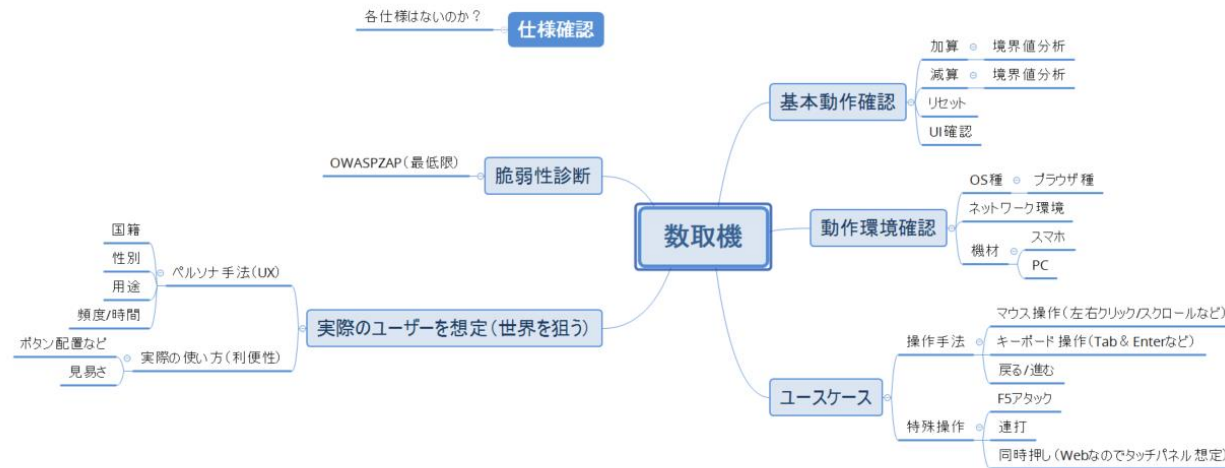 各仕様はないのか？
仕様確認
数取機
基本動作確認
加算
境界値分析
減算
境界値分析
リセット
UI確認
動作環境確認
OS種
ブラウザ種
ネットワーク環境
機材
スマホ
PC
ユースケース
操作手法
マウス操作（左右クリック/スクロールなど）
キーボード操作（Tab & Enterなど）
戻る/進む
特殊操作
F5アタック
連打
同時押し（Webなのでタッチパネル想定）
脆弱性診断
OWASPZAP（最低限）
実際のユーザーを想定（世界を狙う）
ペルソナ手法（UX）
国籍
性別
用途
頻度/時間
実際の使い方（利便性）
ボタン配置など
見易さ